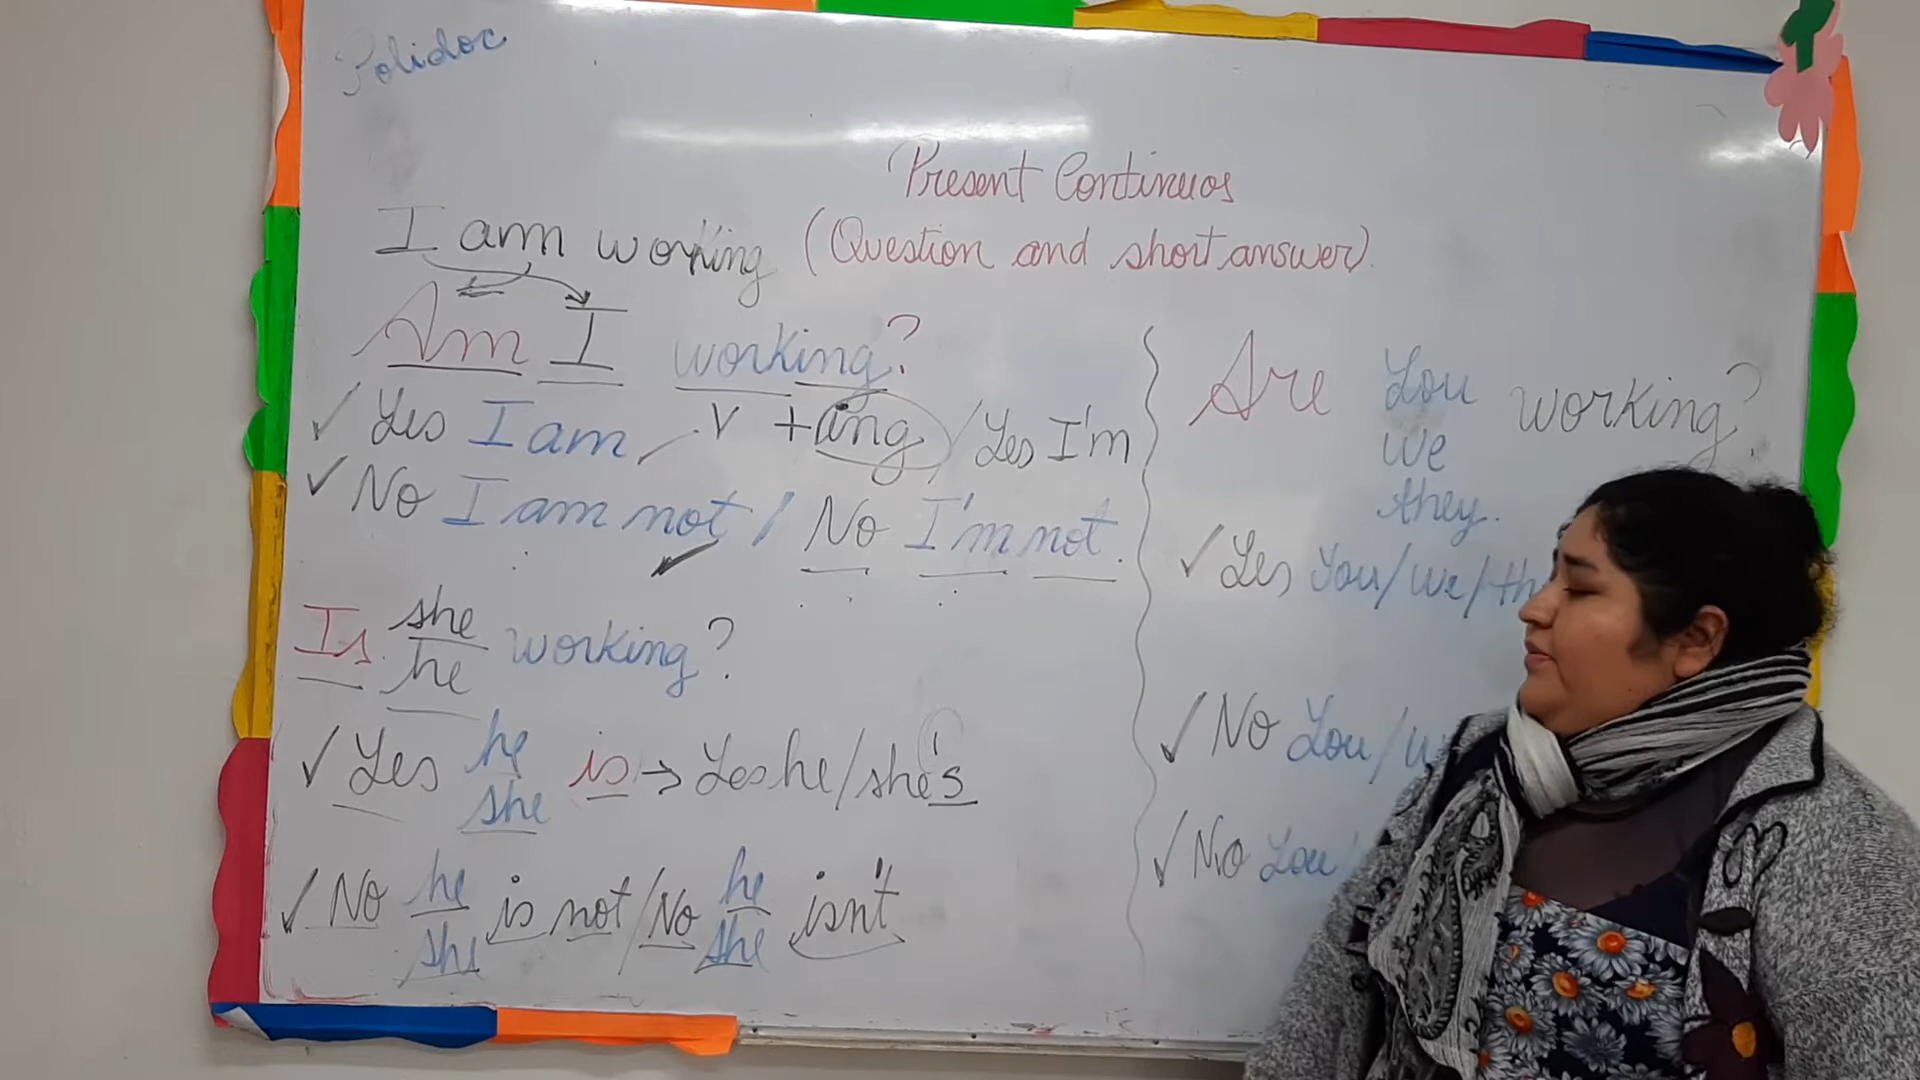 Polidoc
Present Continuos
(Question and short answer).
I am working
Am I working?
V + ing
✓ Yes I am / Yes I'm
✓ No I am not / No I'm not.
Is she working?
he
✓ Yes he is → Yes he/she's
she
✓ No he is not / No he isn't
she she
Are You working?
we
they.
✓ Yes You/we/th
✓ No You/w
✓ No You'